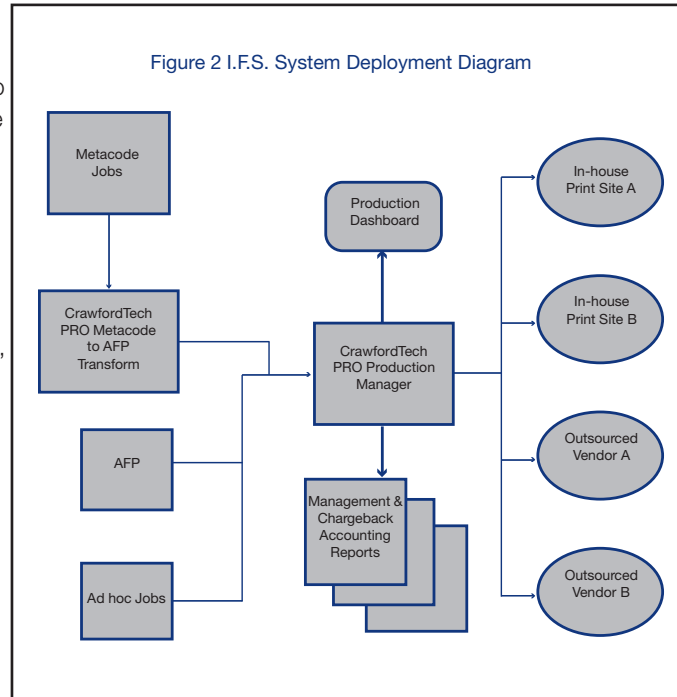 Figure 2 I.F.S. System Deployment Diagram
Metacode
Jobs
CrawfordTech
PRO Metacode
to AFP
Transform
AFP
Ad hoc Jobs
Production
Dashboard
CrawfordTech
PRO Production
Manager
Management &
Chargeback
Accounting
Reports
In-house
Print Site A
In-house
Print Site B
Outsourced
Vendor A
Outsourced
Vendor B